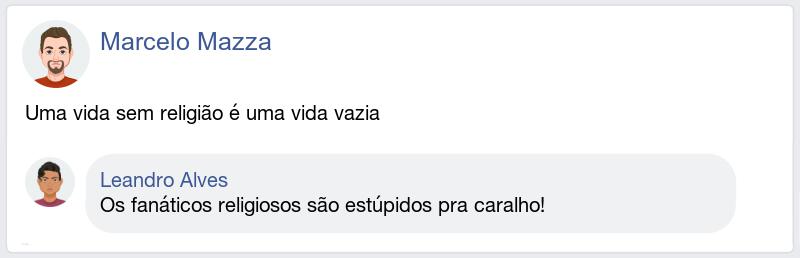 Marcelo Mazza
Uma vida sem religião é uma vida vazia
Leandro Alves
Os fanáticos religiosos são estúpidos pra caralho!